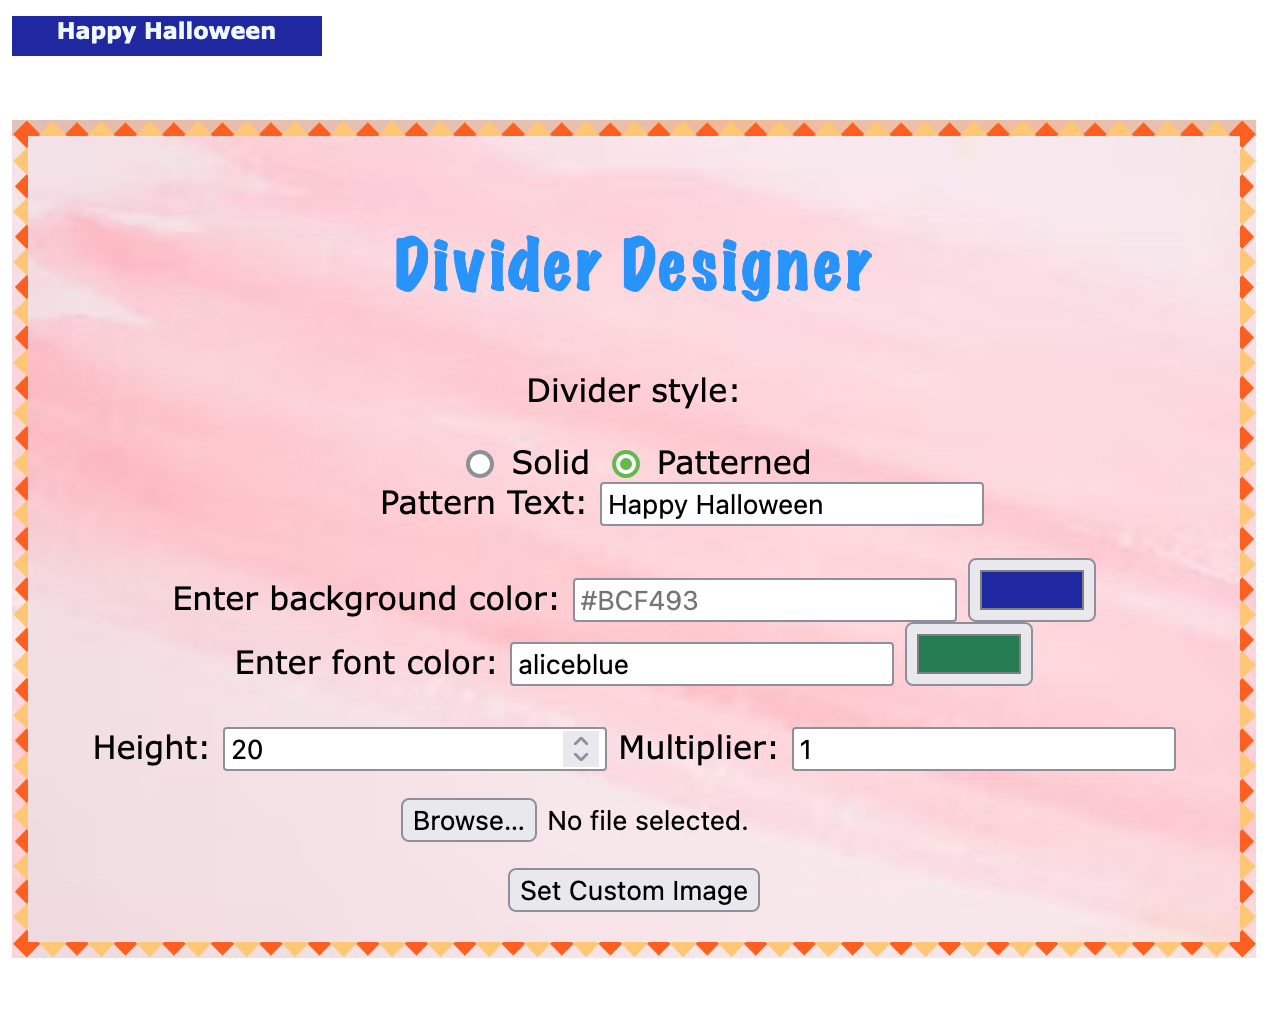 Happy Halloween
Divider Designer
Divider style:
Solid Patterned
Pattern Text: Happy Halloween
Enter background color: #BCF493
Enter font color: aliceblue
Height: 20 Multiplier: 1
Browse... No file selected.
Set Custom Image